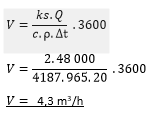 V = ks.Q / c.ρ.Δt . 3600
V = 2.48 000 / 4187.965.20 . 3600
V = 4,3 m³/h